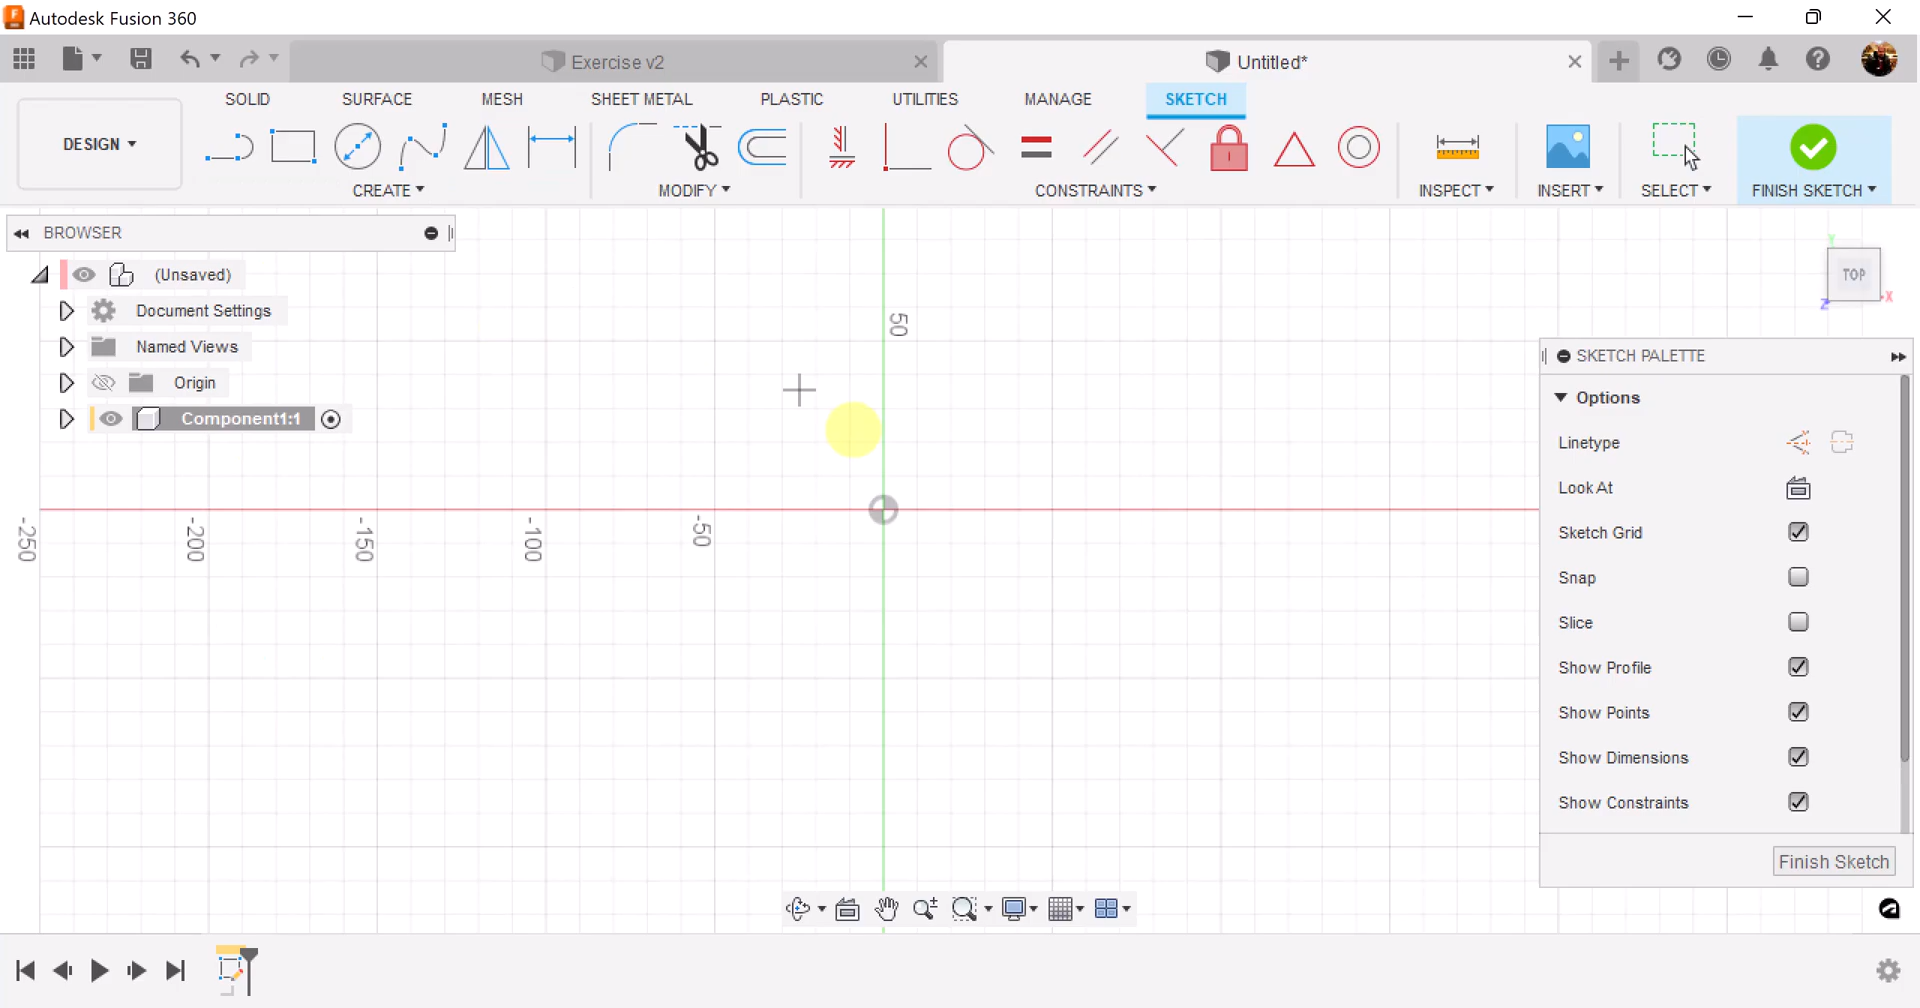 Autodesk Fusion 360
Exercise v2
Untitled*
SOLID SURFACE MESH SHEET METAL PLASTIC UTILITIES MANAGE SKETCH
DESIGN
CREATE MODIFY CONSTRAINTS INSPECT INSERT SELECT FINISH SKETCH
BROWSER
(Unsaved)
Document Settings
Named Views
Origin
Component1:1
50
-250
-200
-150
-100
-50
TOP
Y
X
Z
SKETCH PALETTE
Options
Linetype
Look At
Sketch Grid
Snap
Slice
Show Profile
Show Points
Show Dimensions
Show Constraints
Finish Sketch